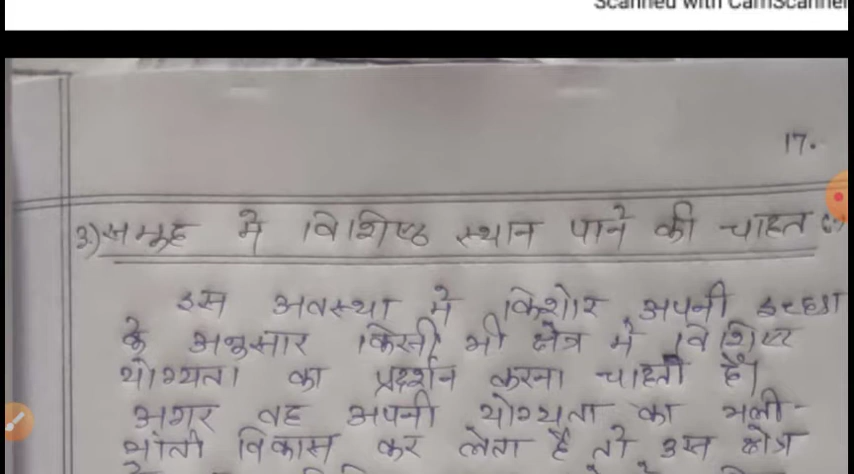 Scanned with CamScanner
17.
3.) समूह मे विशिष्ठ स्थान पाने की चाहत
इस अवस्था मे किशोर अपनी इच्छा
के अनुसार किसी भी क्षेत्र मे विशिष्ट
योग्यता का प्रदर्शन करना चाहतो हैं।
अगर वह अपनी योग्यता का भली-
भांती विकास कर लेता है तो उस क्षेत्र